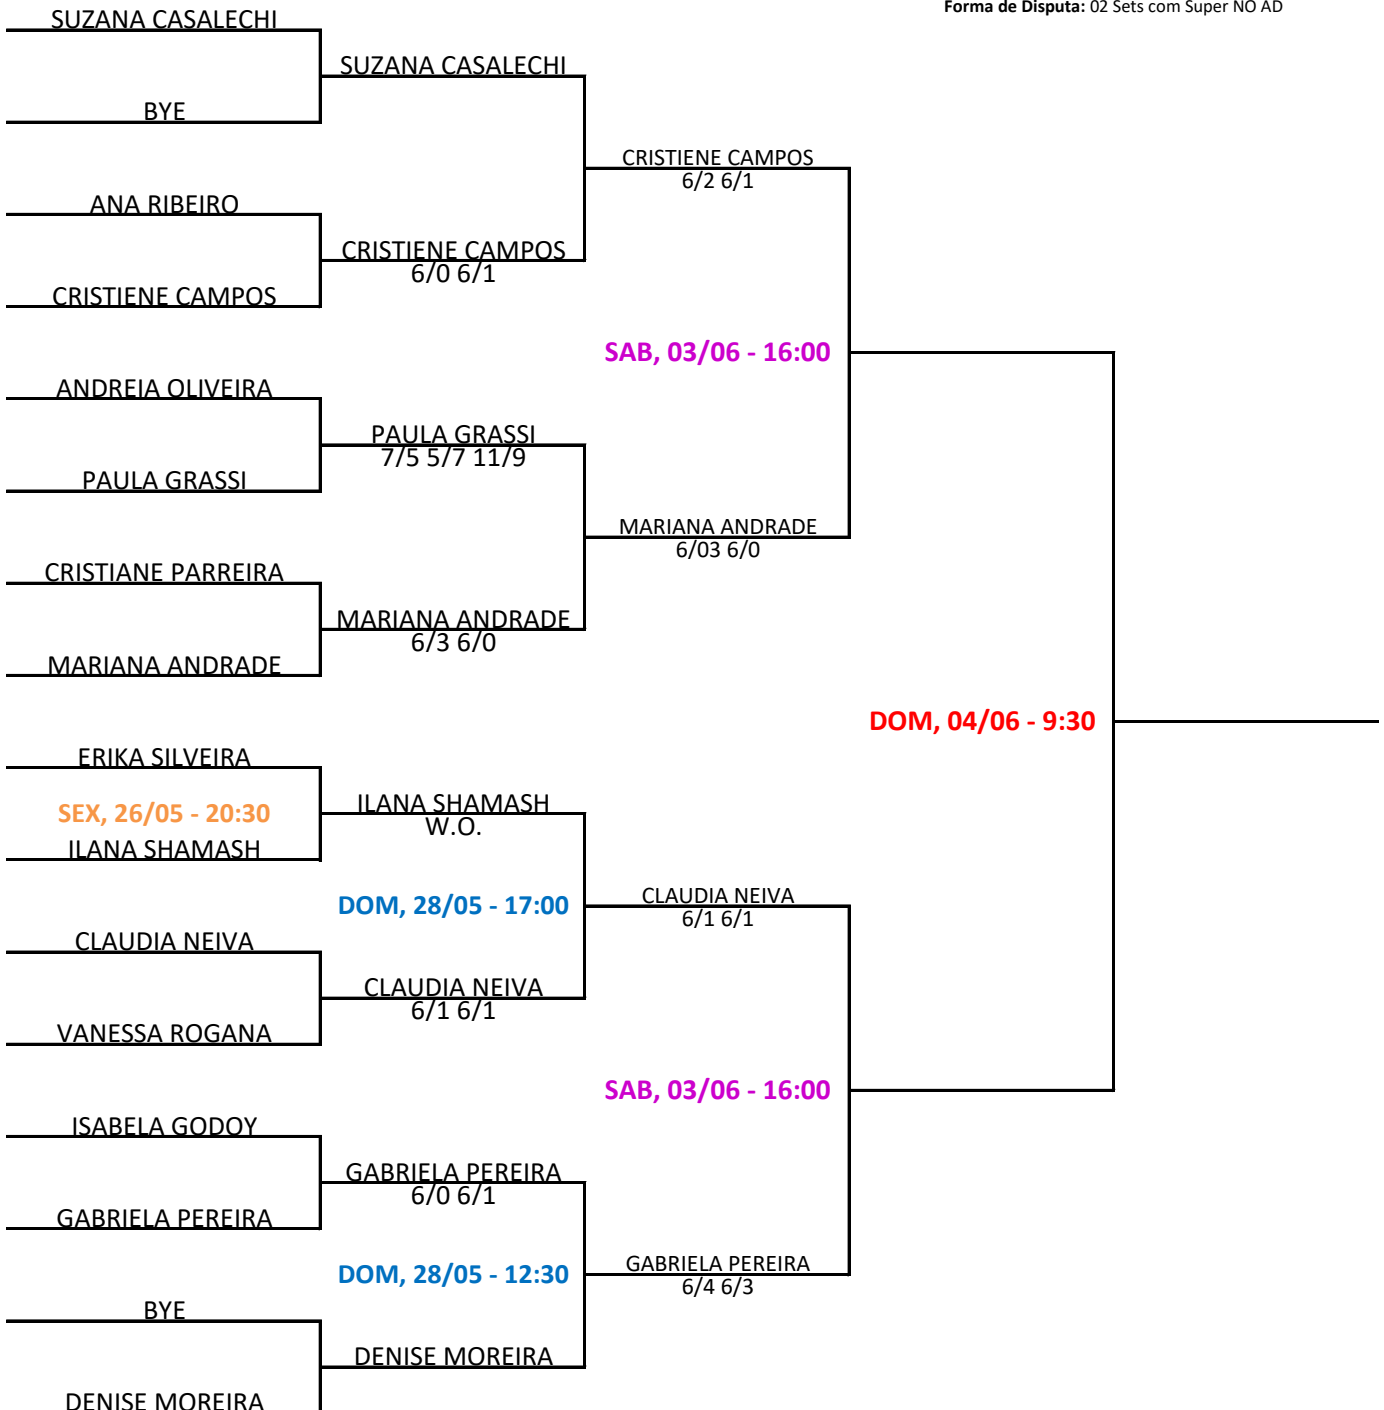 Forma de Disputa: 02 Sets com Super NO AD
SUZANA CASALECHI
SUZANA CASALECHI
BYE
CRISTIENE CAMPOS
6/2 6/1
ANA RIBEIRO
CRISTIENE CAMPOS
6/0 6/1
CRISTIENE CAMPOS
SAB, 03/06 - 16:00
ANDREIA OLIVEIRA
PAULA GRASSI
7/5 5/7 11/9
PAULA GRASSI
MARIANA ANDRADE
6/03 6/0
CRISTIANE PARREIRA
MARIANA ANDRADE
6/3 6/0
MARIANA ANDRADE
DOM, 04/06 - 9:30
ERIKA SILVEIRA
SEX, 26/05 - 20:30
ILANA SHAMASH
W.O.
ILANA SHAMASH
DOM, 28/05 - 17:00
CLAUDIA NEIVA
6/1 6/1
CLAUDIA NEIVA
CLAUDIA NEIVA
6/1 6/1
VANESSA ROGANA
SAB, 03/06 - 16:00
ISABELA GODOY
GABRIELA PEREIRA
6/0 6/1
GABRIELA PEREIRA
DOM, 28/05 - 12:30
GABRIELA PEREIRA
6/4 6/3
BYE
DENISE MOREIRA
DENISE MOREIRA